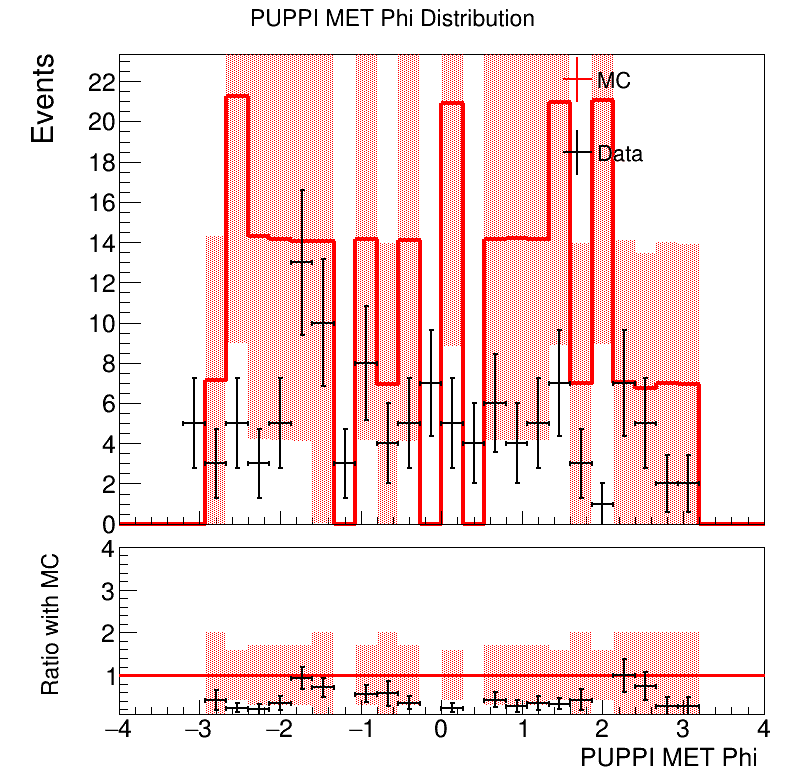 PUPPI MET Phi Distribution
Events
22
20
18
16
14
12
10
8
6
4
2
0
MC
Data
Ratio with MC
4
3
2
1
−4 −3 −2 −1 0 1 2 3 4
PUPPI MET Phi